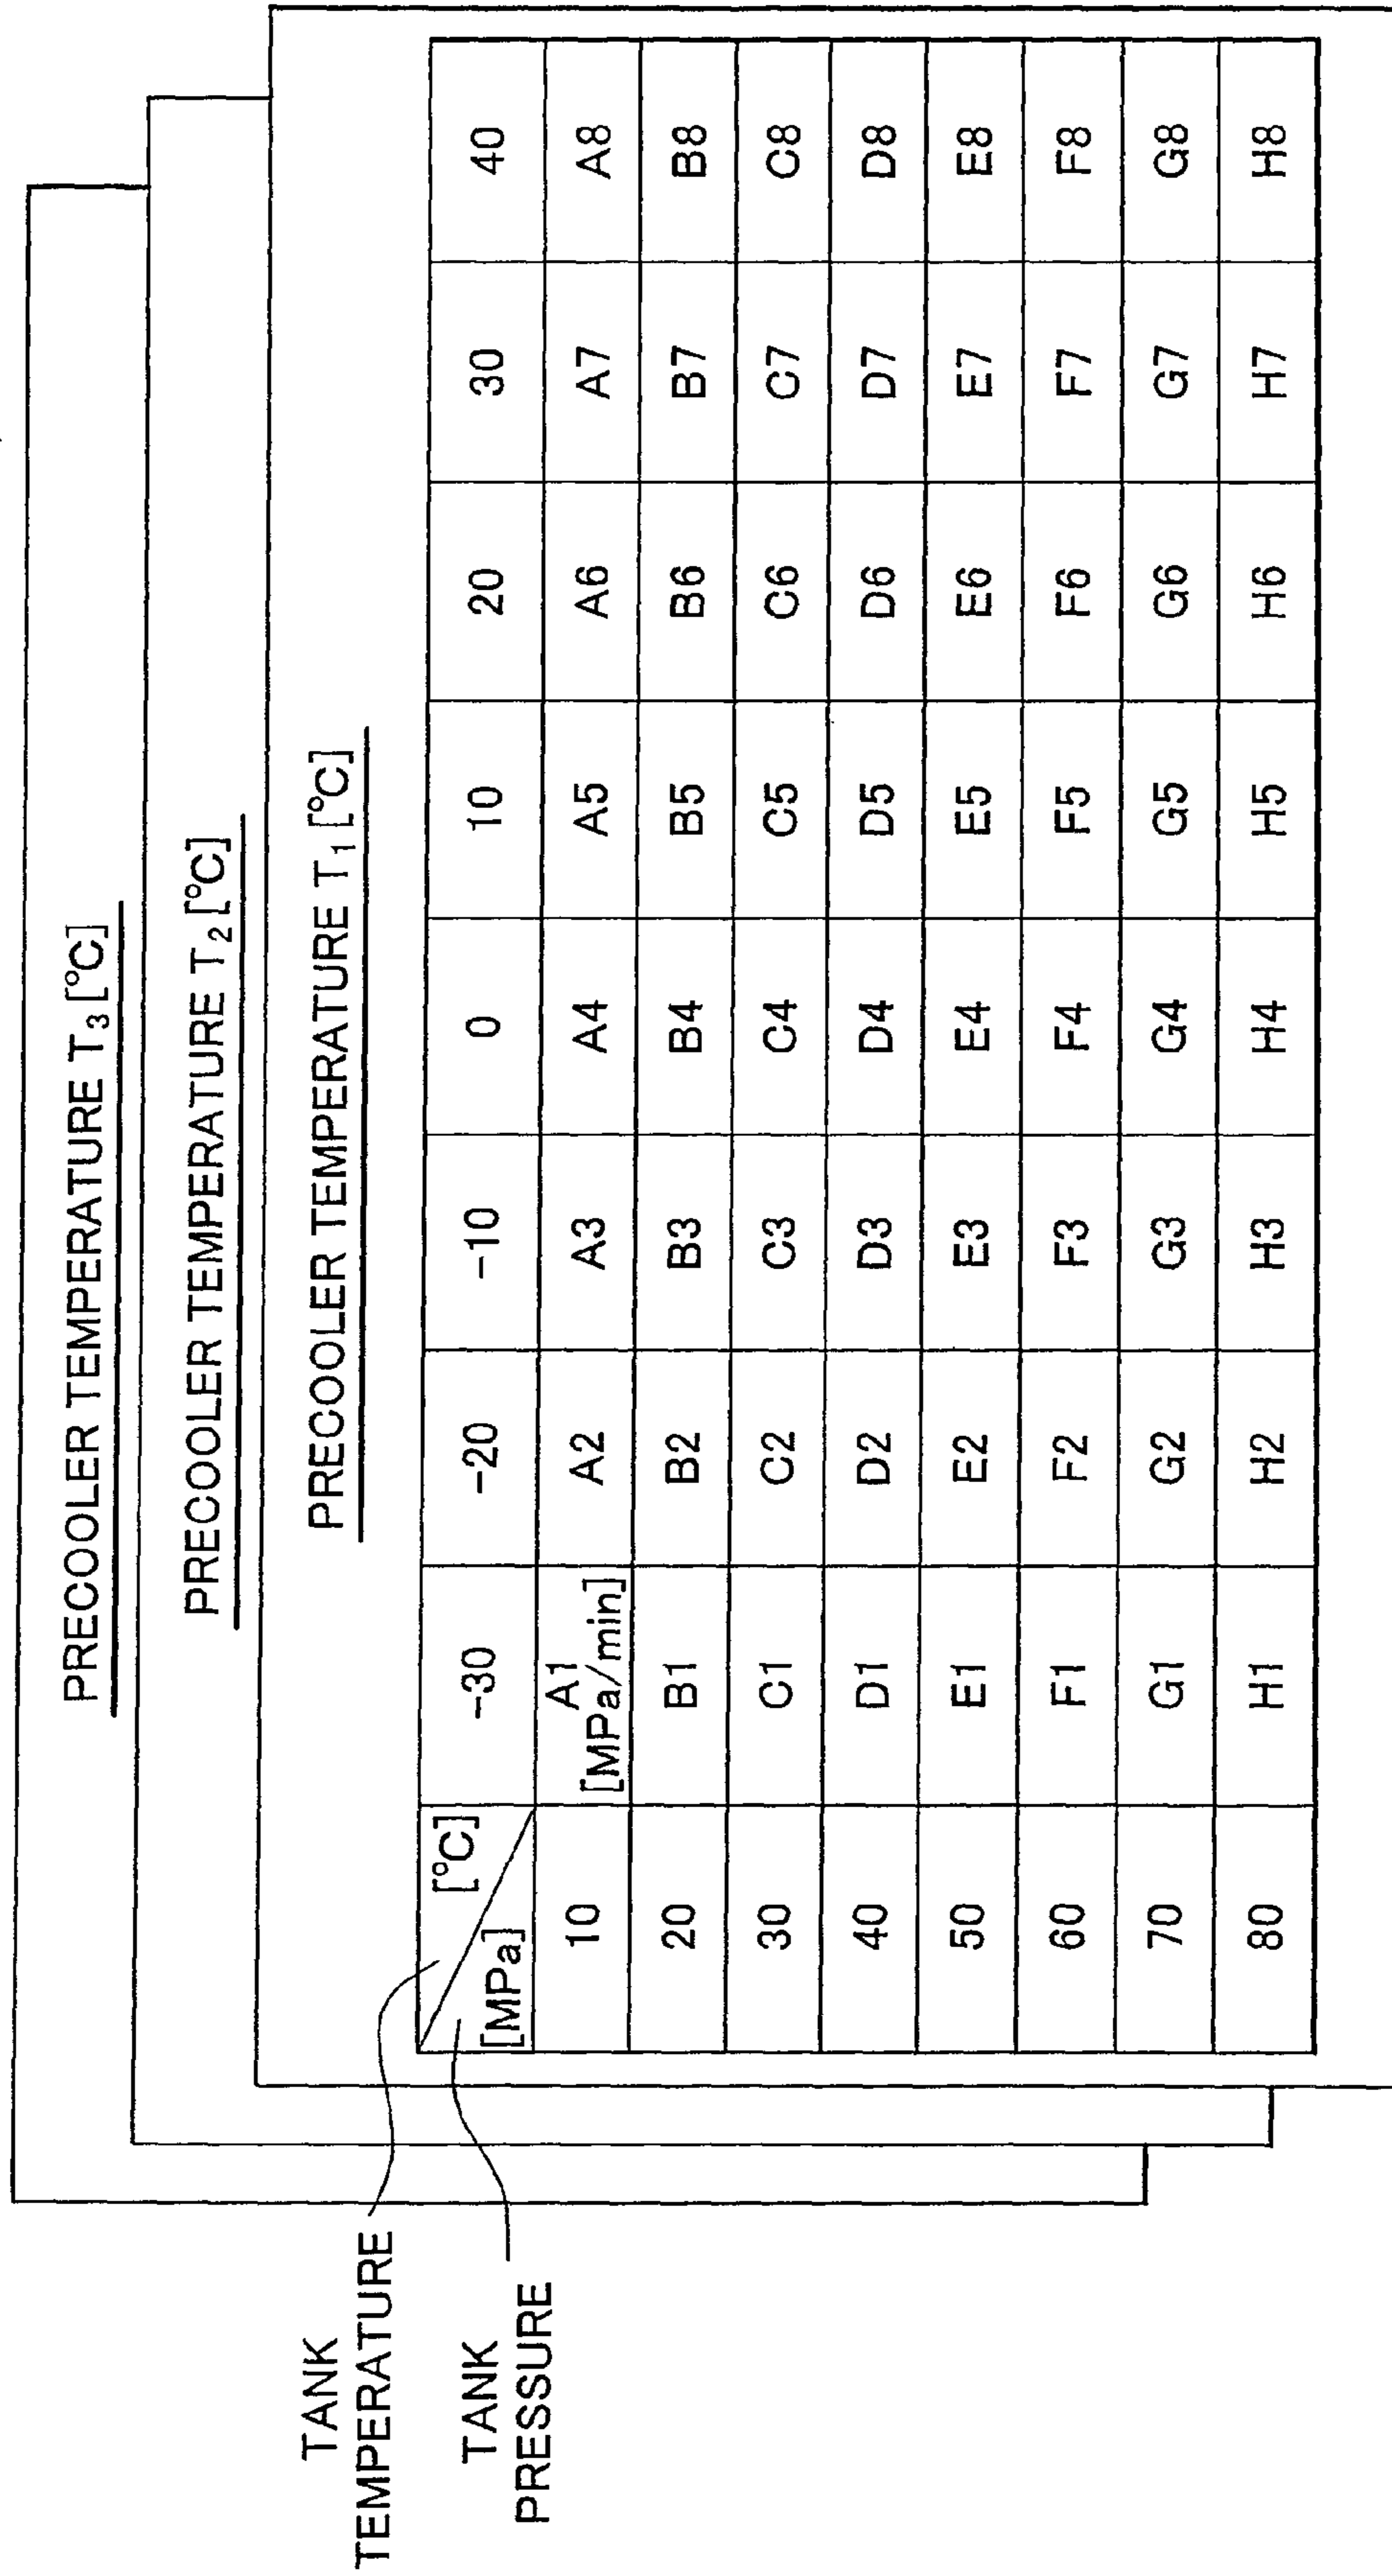 PRECOOLER TEMPERATURE T₃ [°C]
PRECOOLER TEMPERATURE T₂ [°C]
PRECOOLER TEMPERATURE T₁ [°C]
TANK
TEMPERATURE
TANK
PRESSURE
[°C]
[MPa]
-30 -20 -10 0 10 20 30 40
10 A1 [MPa/min] A2 A3 A4 A5 A6 A7 A8
20 B1 B2 B3 B4 B5 B6 B7 B8
30 C1 C2 C3 C4 C5 C6 C7 C8
40 D1 D2 D3 D4 D5 D6 D7 D8
50 E1 E2 E3 E4 E5 E6 E7 E8
60 F1 F2 F3 F4 F5 F6 F7 F8
70 G1 G2 G3 G4 G5 G6 G7 G8
80 H1 H2 H3 H4 H5 H6 H7 H8